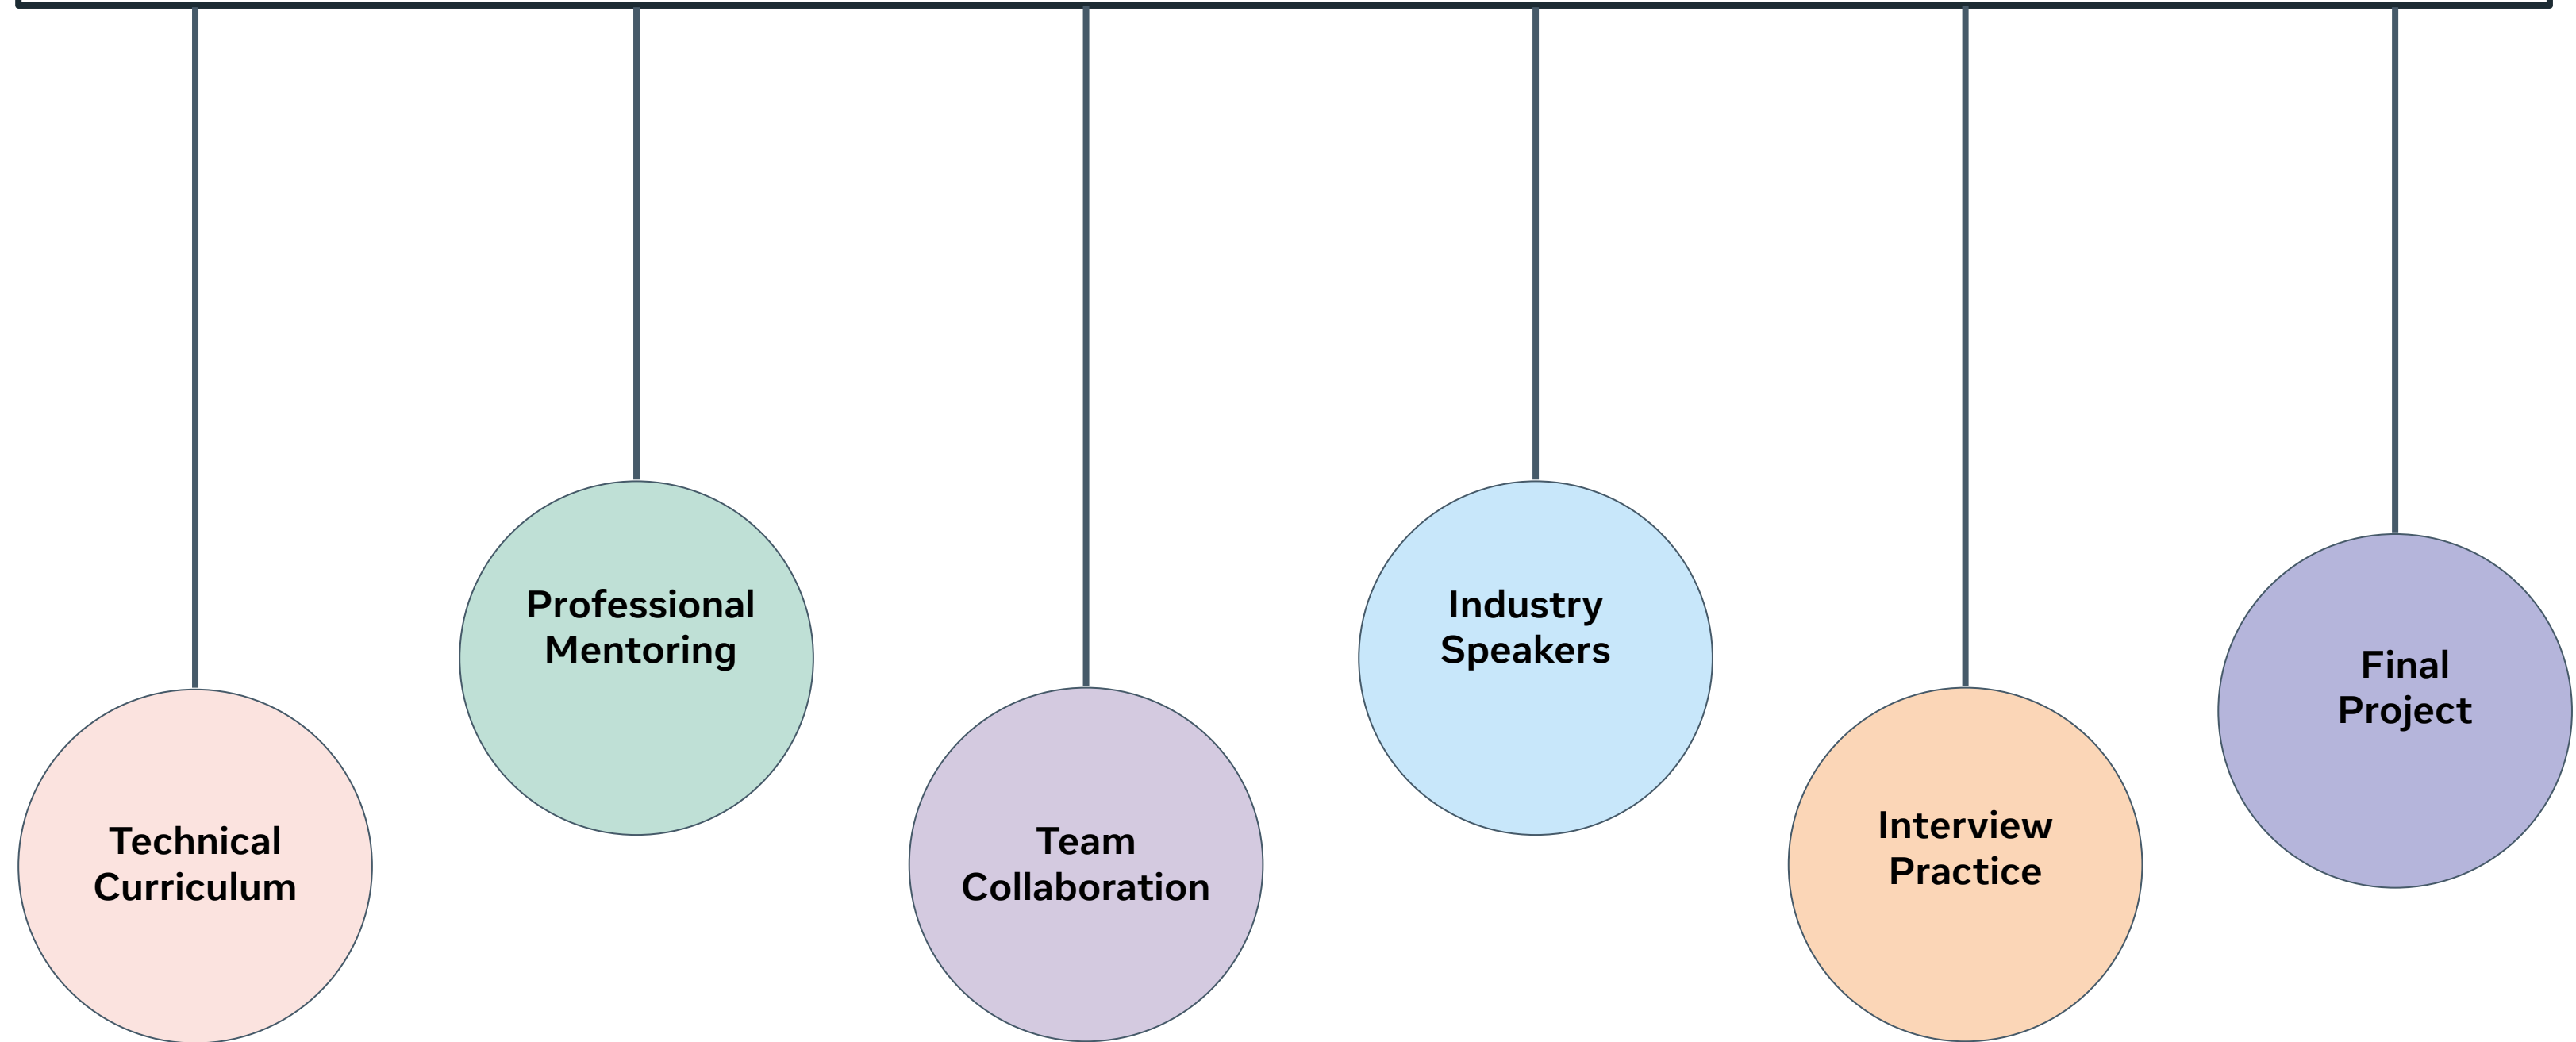 Technical
Curriculum
Professional
Mentoring
Team
Collaboration
Industry
Speakers
Interview
Practice
Final
Project